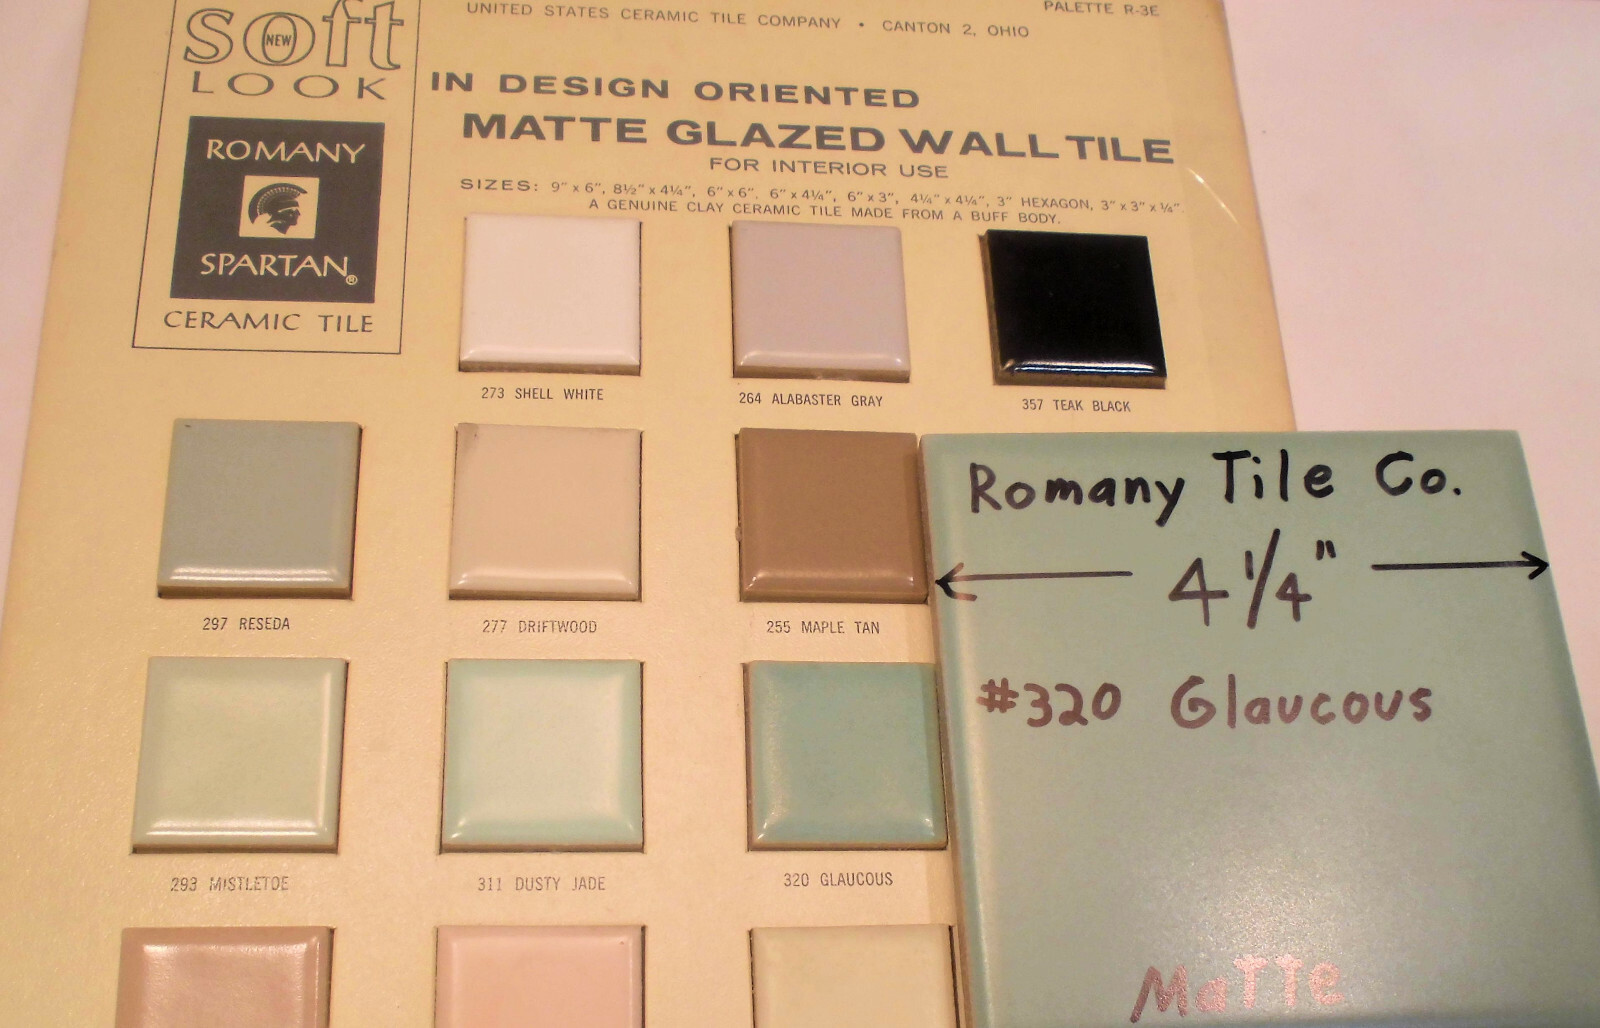 UNITED STATES CERAMIC TILE COMPANY • CANTON 2, OHIO
PALETTE R-3E
NEW
soft
LOOK
ROMANY
SPARTAN®
CERAMIC TILE
IN DESIGN ORIENTED
MATTE GLAZED WALL TILE
FOR INTERIOR USE
SIZES: 9" x 6", 8½" x 4¼", 6" x 6", 6" x 4¼", 6" x 3", 4¼" x 4¼", 3" HEXAGON, 3" x 3" x ¼".
A GENUINE CLAY CERAMIC TILE MADE FROM A BUFF BODY.
273 SHELL WHITE
264 ALABASTER GRAY
357 TEAK BLACK
297 RESEDA
277 DRIFTWOOD
255 MAPLE TAN
293 MISTLETOE
311 DUSTY JADE
320 GLAUCOUS
Romany Tile Co.
4 1/4"
#320 Glaucous
Matte